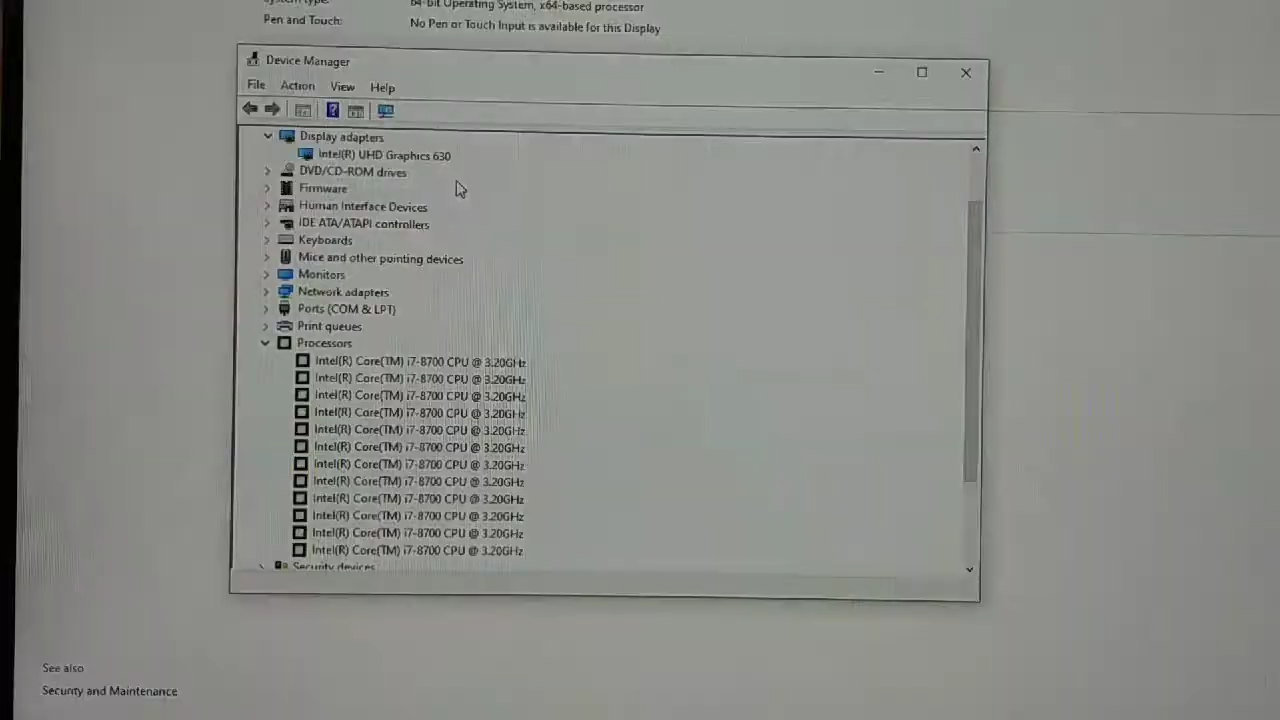 System type:
64-bit Operating System, x64-based processor
Pen and Touch:
No Pen or Touch Input is available for this Display
Device Manager
File Action View Help
Display adapters
Intel(R) UHD Graphics 630
DVD/CD-ROM drives
Firmware
Human Interface Devices
IDE ATA/ATAPI controllers
Keyboards
Mice and other pointing devices
Monitors
Network adapters
Ports (COM & LPT)
Print queues
Processors
Intel(R) Core(TM) i7-8700 CPU @ 3.20GHz
Intel(R) Core(TM) i7-8700 CPU @ 3.20GHz
Intel(R) Core(TM) i7-8700 CPU @ 3.20GHz
Intel(R) Core(TM) i7-8700 CPU @ 3.20GHz
Intel(R) Core(TM) i7-8700 CPU @ 3.20GHz
Intel(R) Core(TM) i7-8700 CPU @ 3.20GHz
Intel(R) Core(TM) i7-8700 CPU @ 3.20GHz
Intel(R) Core(TM) i7-8700 CPU @ 3.20GHz
Intel(R) Core(TM) i7-8700 CPU @ 3.20GHz
Intel(R) Core(TM) i7-8700 CPU @ 3.20GHz
Intel(R) Core(TM) i7-8700 CPU @ 3.20GHz
Intel(R) Core(TM) i7-8700 CPU @ 3.20GHz
Security devices
See also
Security and Maintenance